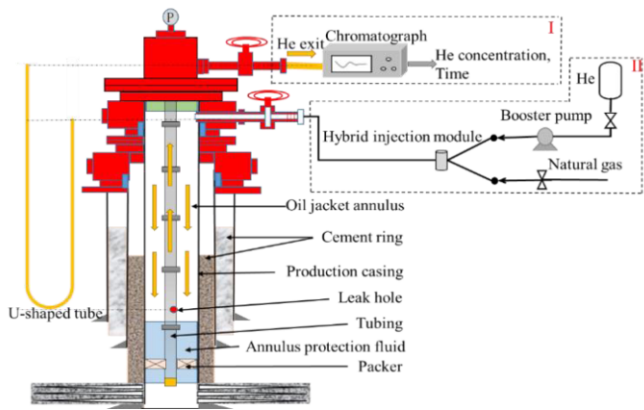 P
I
He exit
Chromatograph
He concentration,
Time
He
Booster pump
Hybrid injection module
Natural gas
Oil jacket annulus
Cement ring
Production casing
Leak hole
U-shaped tube
Tubing
Annulus protection fluid
Packer